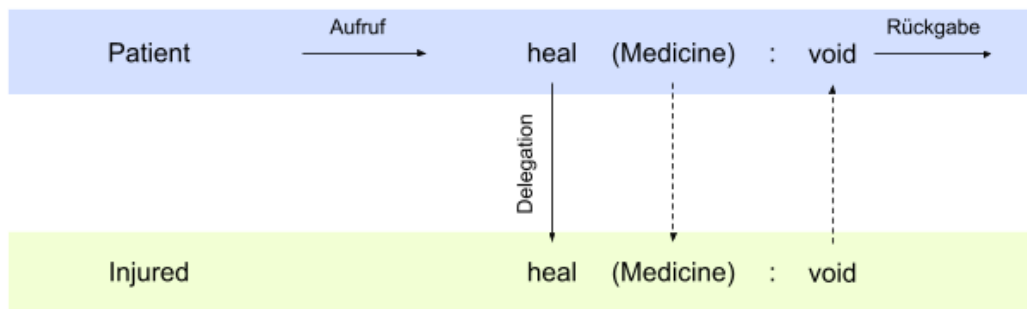 Patient Aufruf heal (Medicine) : void Rückgabe
Delegation
Injured heal (Medicine) : void